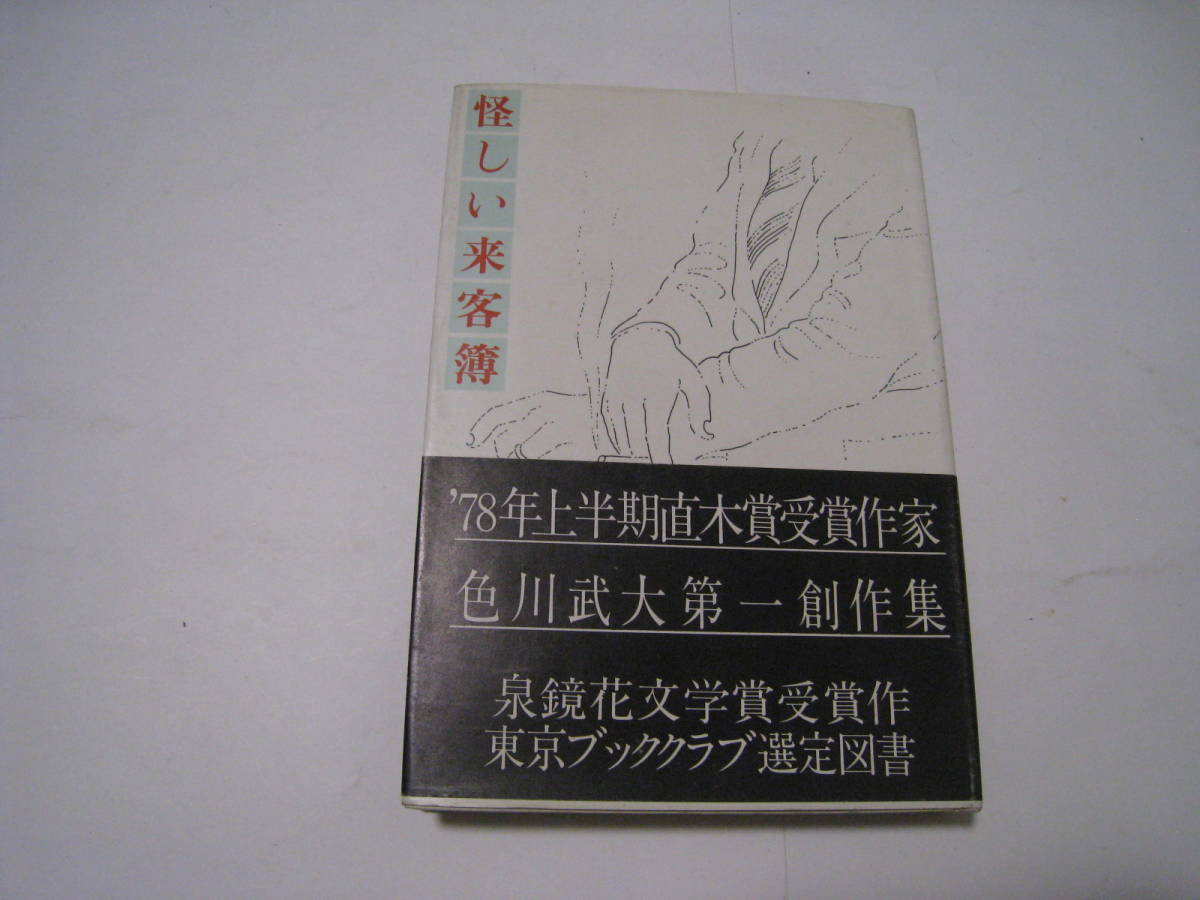 怪しい来客簿
’78年上半期直木賞受賞作家
色川武大第一創作集
泉鏡花文学賞受賞作
東京ブッククラブ選定図書